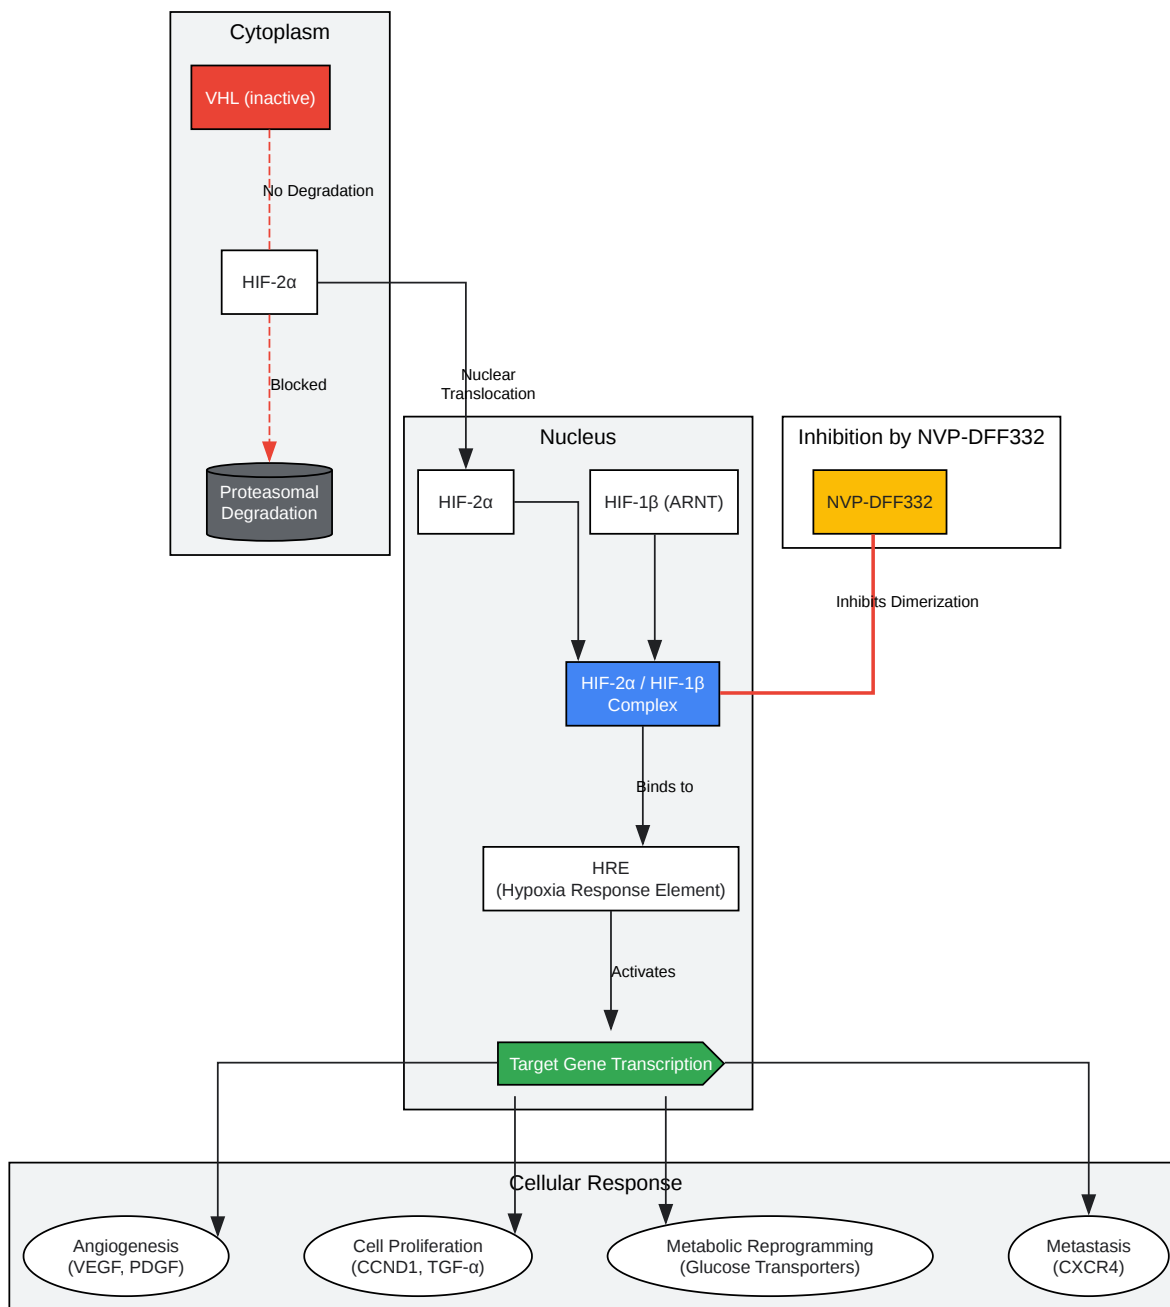 Cytoplasm
VHL (inactive)
No Degradation
HIF-2α
Blocked
Proteasomal
Degradation
Nuclear
Translocation
Nucleus
HIF-2α
HIF-1β (ARNT)
Inhibition by NVP-DFF332
NVP-DFF332
Inhibits Dimerization
HIF-2α / HIF-1β
Complex
Binds to
HRE
(Hypoxia Response Element)
Activates
Target Gene Transcription
Cellular Response
Angiogenesis
(VEGF, PDGF)
Cell Proliferation
(CCND1, TGF-α)
Metabolic Reprogramming
(Glucose Transporters)
Metastasis
(CXCR4)